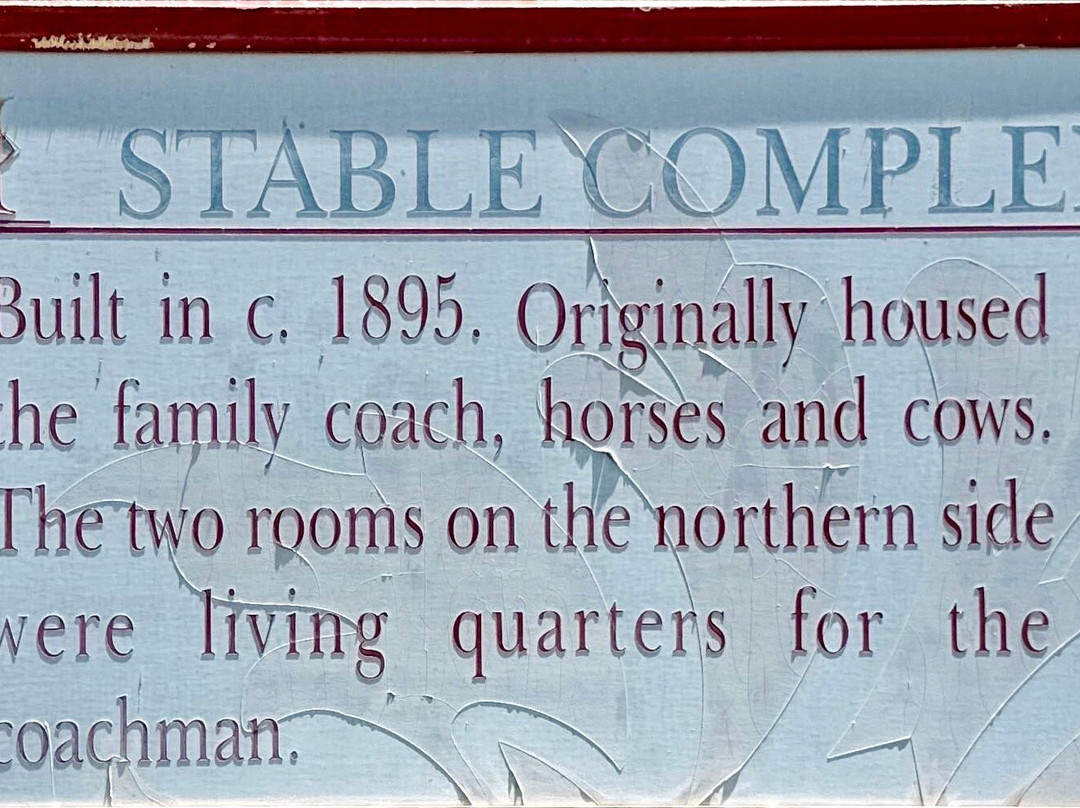 STABLE COMPLE
Built in c. 1895. Originally housed
the family coach, horses and cows.
The two rooms on the northern side
were living quarters for the
coachman.